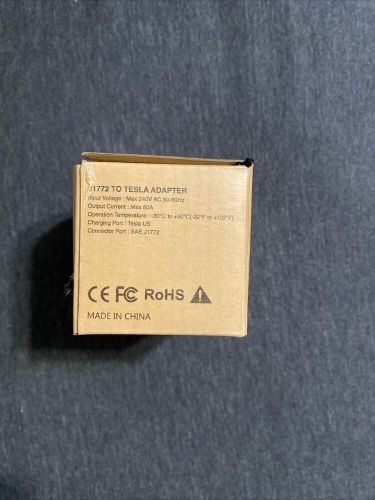 J1772 TO TESLA ADAPTER
Input Voltage : Max 240V AC 50-60Hz
Output Current : Max 80A
Operation Temperature : -30°C to +50°C(-22°F to +122°F)
Charging Port : Tesla US
Connector Port : SAE J1772
CE FC RoHS
MADE IN CHINA